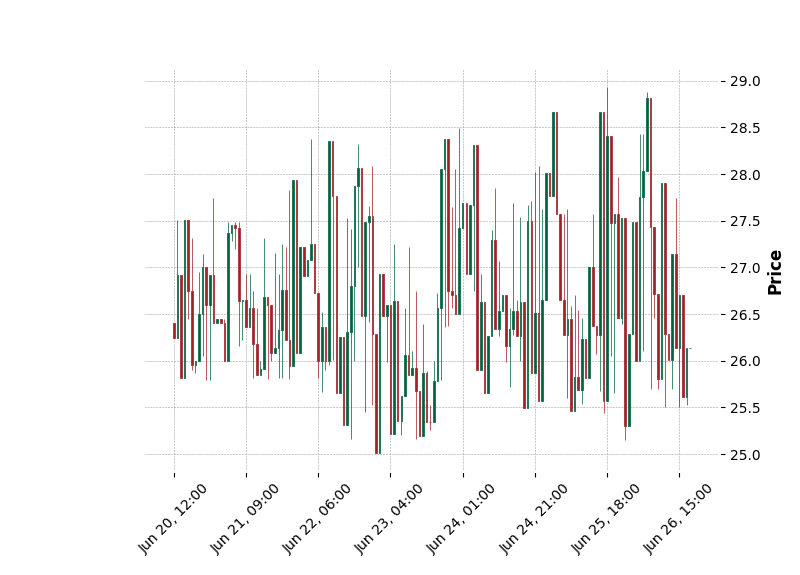 29.0
28.5
28.0
27.5
27.0
26.5
26.0
25.5
25.0
Price
Jun 20, 12:00
Jun 21, 09:00
Jun 22, 06:00
Jun 23, 04:00
Jun 24, 01:00
Jun 24, 21:00
Jun 25, 18:00
Jun 26, 15:00